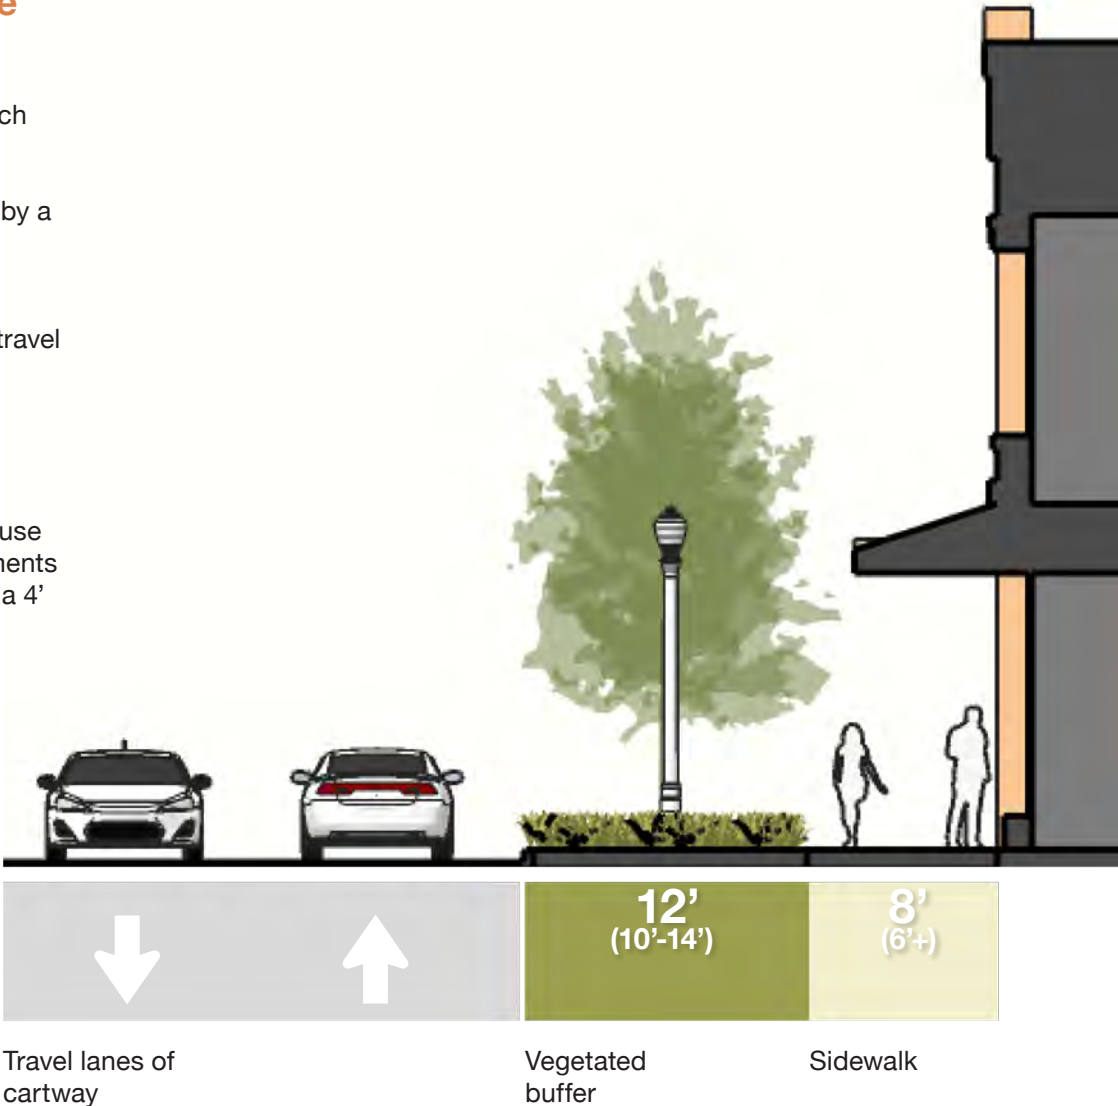 e
ch
by a
travel
use
nents
a 4’
12’
(10’-14’)
8’
(6’+)
Travel lanes of
cartway
Vegetated
buffer
Sidewalk